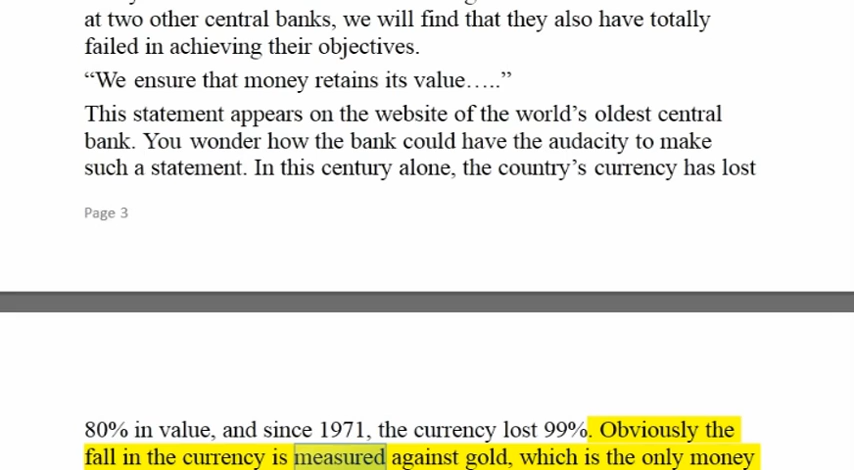 at two other central banks, we will find that they also have totally
failed in achieving their objectives.
“We ensure that money retains its value…..”
This statement appears on the website of the world’s oldest central
bank. You wonder how the bank could have the audacity to make
such a statement. In this century alone, the country’s currency has lost
Page 3
80% in value, and since 1971, the currency lost 99%. Obviously the
fall in the currency is measured against gold, which is the only money